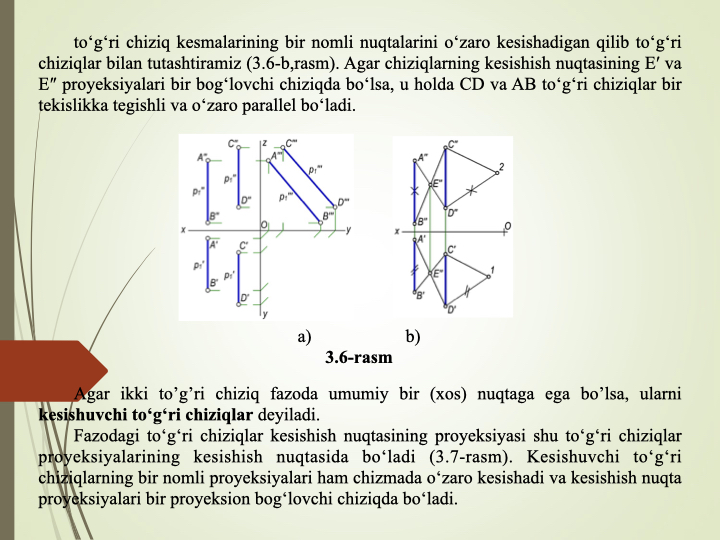 to‘g‘ri chiziq kesmalarining bir nomli nuqtalarini o‘zaro kesishadigan qilib to‘g‘ri
chiziqlar bilan tutashtiramiz (3.6-b,rasm). Agar chiziqlarning kesishish nuqtasining E′ va
E″ proyeksiyalari bir bog‘lovchi chiziqda bo‘lsa, u holda CD va AB to‘g‘ri chiziqlar bir
tekislikka tegishli va o‘zaro parallel bo‘ladi.
C" z C"'
A" A"'
P₁"'
P₁" P₁" P₁"'
D" D"'
B" B"'
x O y
A' C'
P₁' P₁'
B' D'
y
C"
A" 2
E"
D"
B"
x O
A' C'
E' 1
B' D'
a) b)
3.6-rasm
Agar ikki to’g’ri chiziq fazoda umumiy bir (xos) nuqtaga ega bo’lsa, ularni
kesishuvchi to‘g‘ri chiziqlar deyiladi.
Fazodagi to‘g‘ri chiziqlar kesishish nuqtasining proyeksiyasi shu to‘g‘ri chiziqlar
proyeksiyalarining kesishish nuqtasida bo‘ladi (3.7-rasm). Kesishuvchi to‘g‘ri
chiziqlarning bir nomli proyeksiyalari ham chizmada o‘zaro kesishadi va kesishish nuqta
proyeksiyalari bir proyeksion bog‘lovchi chiziqda bo‘ladi.